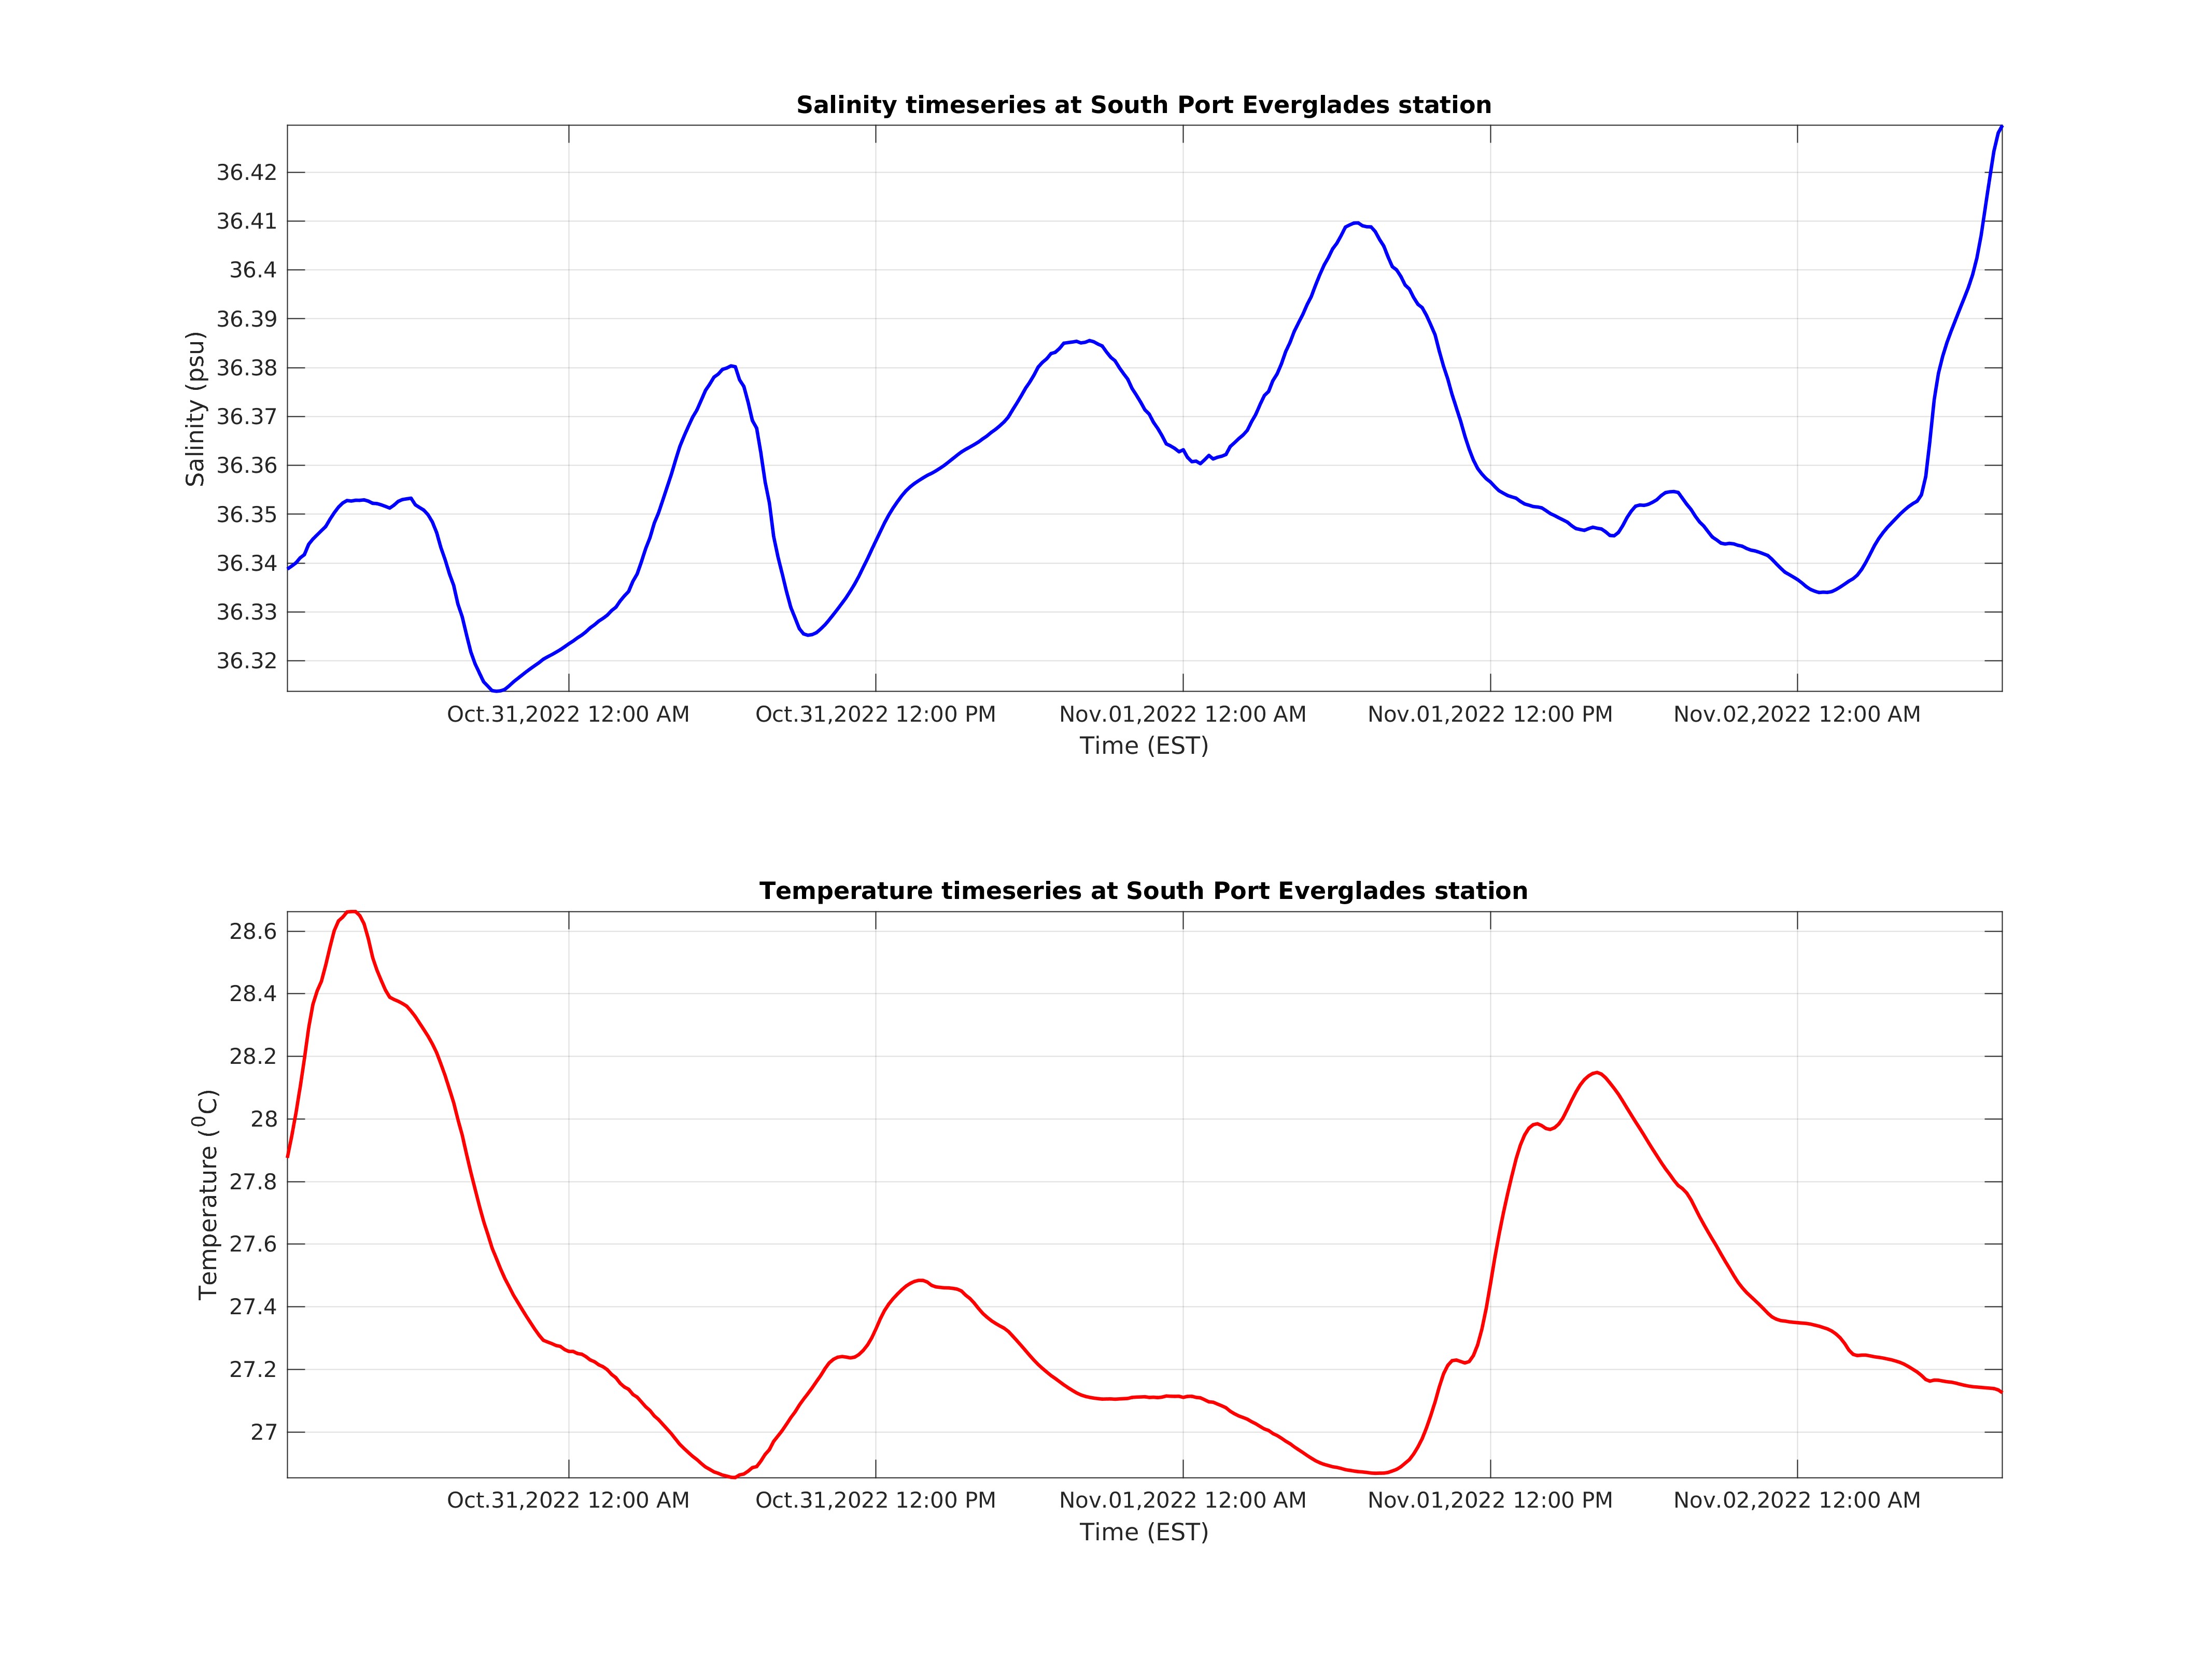 Salinity timeseries at South Port Everglades station
36.42
36.41
36.4
36.39
36.38
36.37
36.36
36.35
36.34
36.33
36.32
Salinity (psu)
Oct.31,2022 12:00 AM
Oct.31,2022 12:00 PM
Nov.01,2022 12:00 AM
Nov.01,2022 12:00 PM
Nov.02,2022 12:00 AM
Time (EST)
Temperature timeseries at South Port Everglades station
28.6
28.4
28.2
28
27.8
27.6
27.4
27.2
27
Temperature (⁰C)
Oct.31,2022 12:00 AM
Oct.31,2022 12:00 PM
Nov.01,2022 12:00 AM
Nov.01,2022 12:00 PM
Nov.02,2022 12:00 AM
Time (EST)